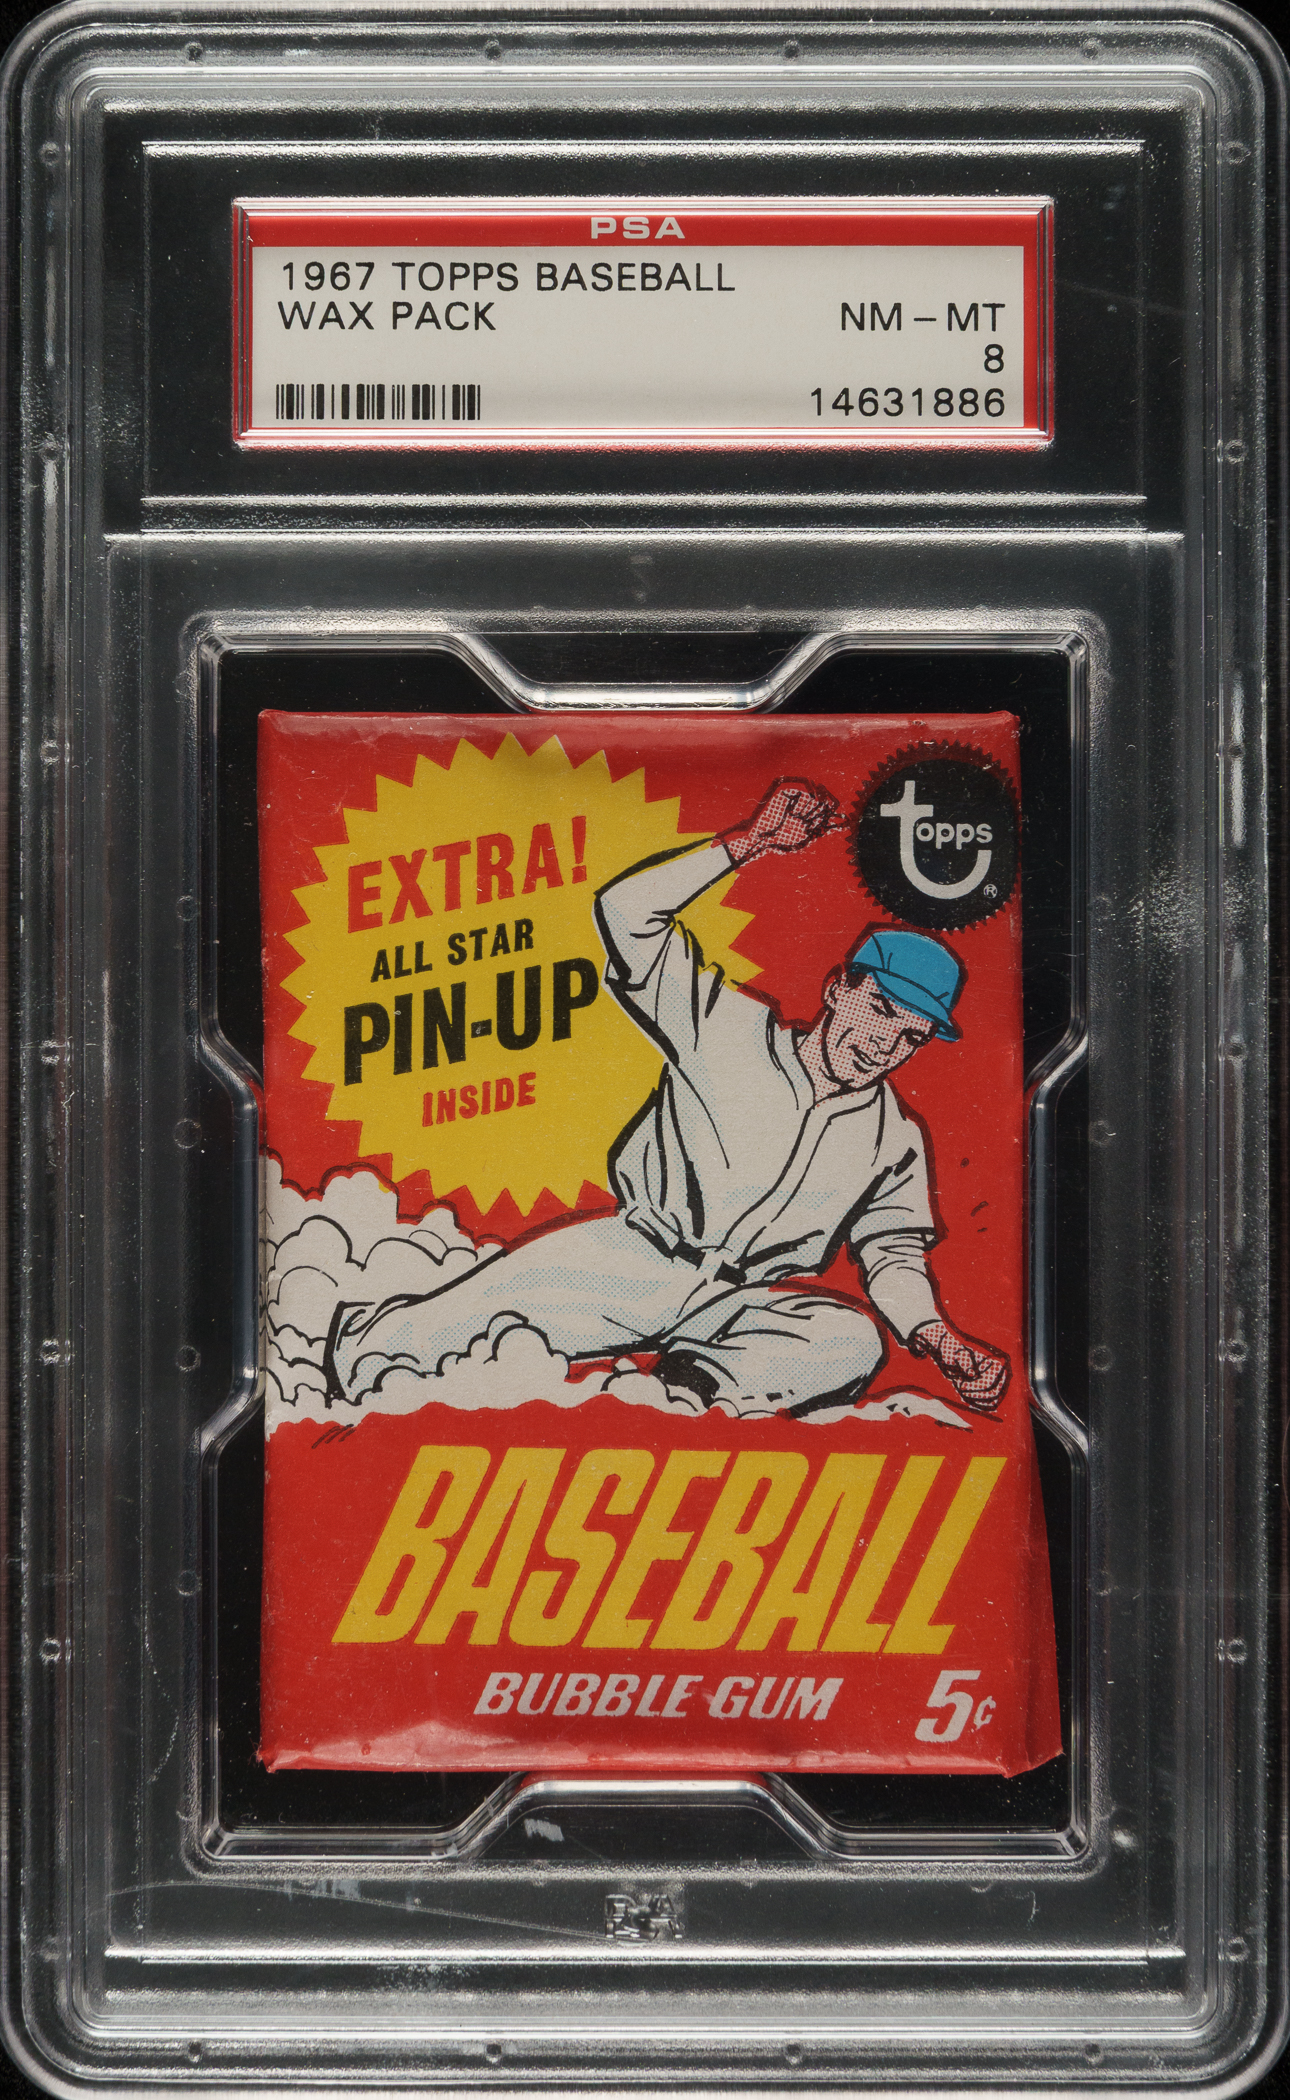 PSA
1967 TOPPS BASEBALL
WAX PACK
NM - MT
8
14631886
topps
®
EXTRA!
ALL STAR
PIN-UP
INSIDE
BASEBALL
BUBBLE GUM 5¢
PSA